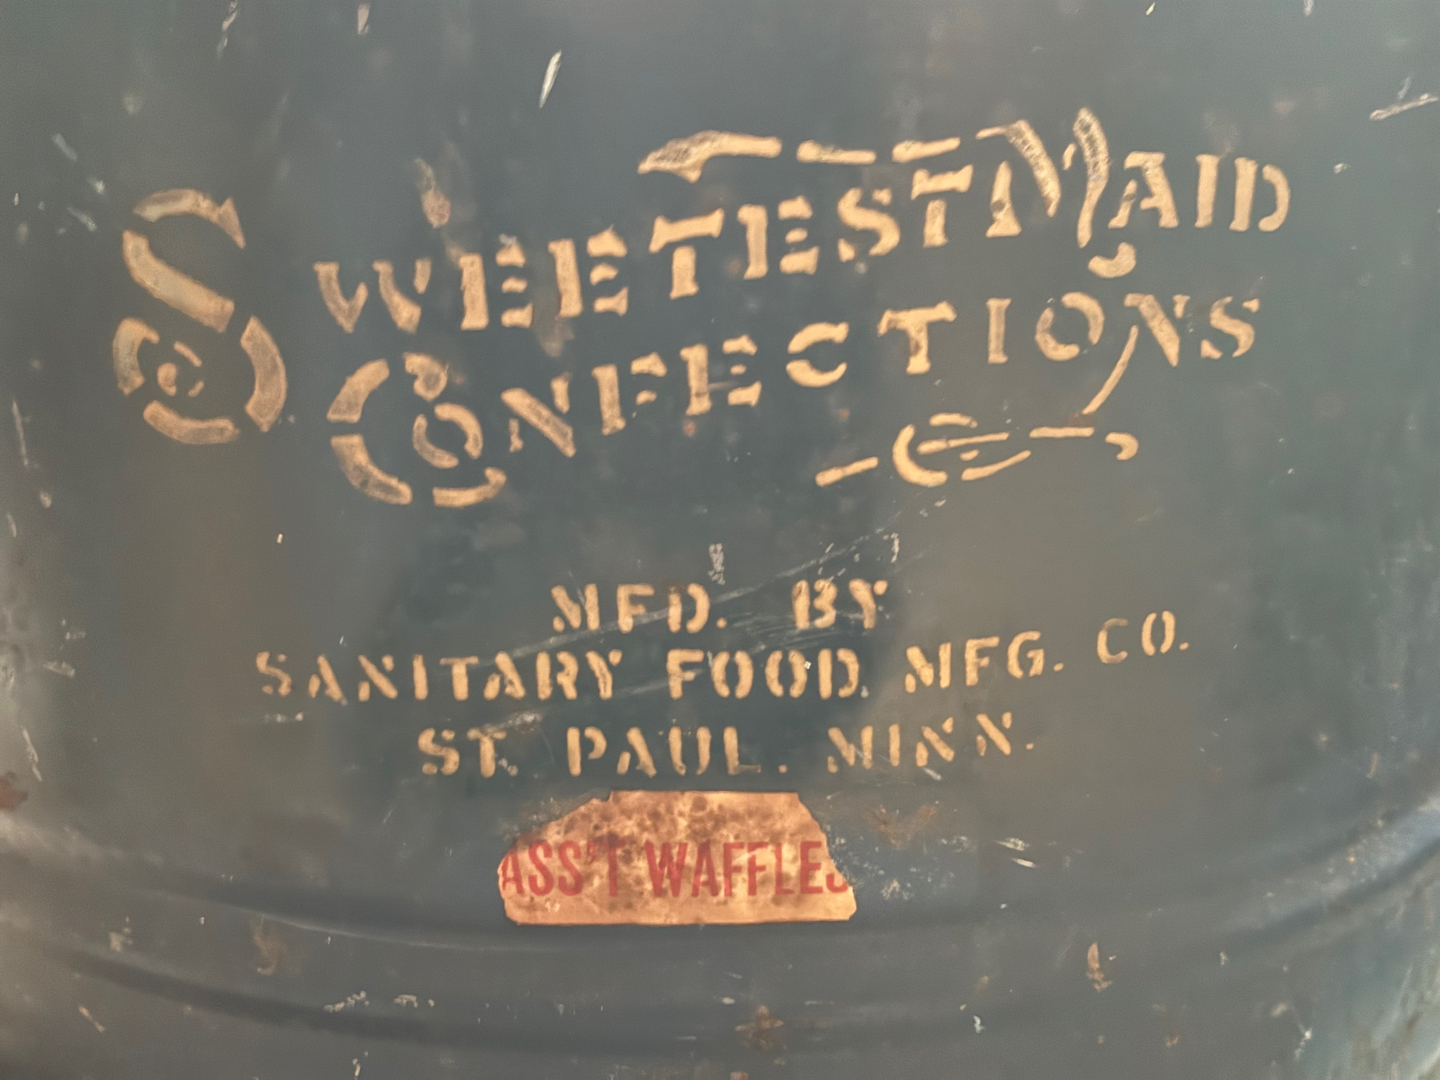 SWEETEST MAID
CONFECTIONS
MFD. BY
SANITARY FOOD. MFG. CO.
ST. PAUL. MINN.
ASS'T WAFFLES